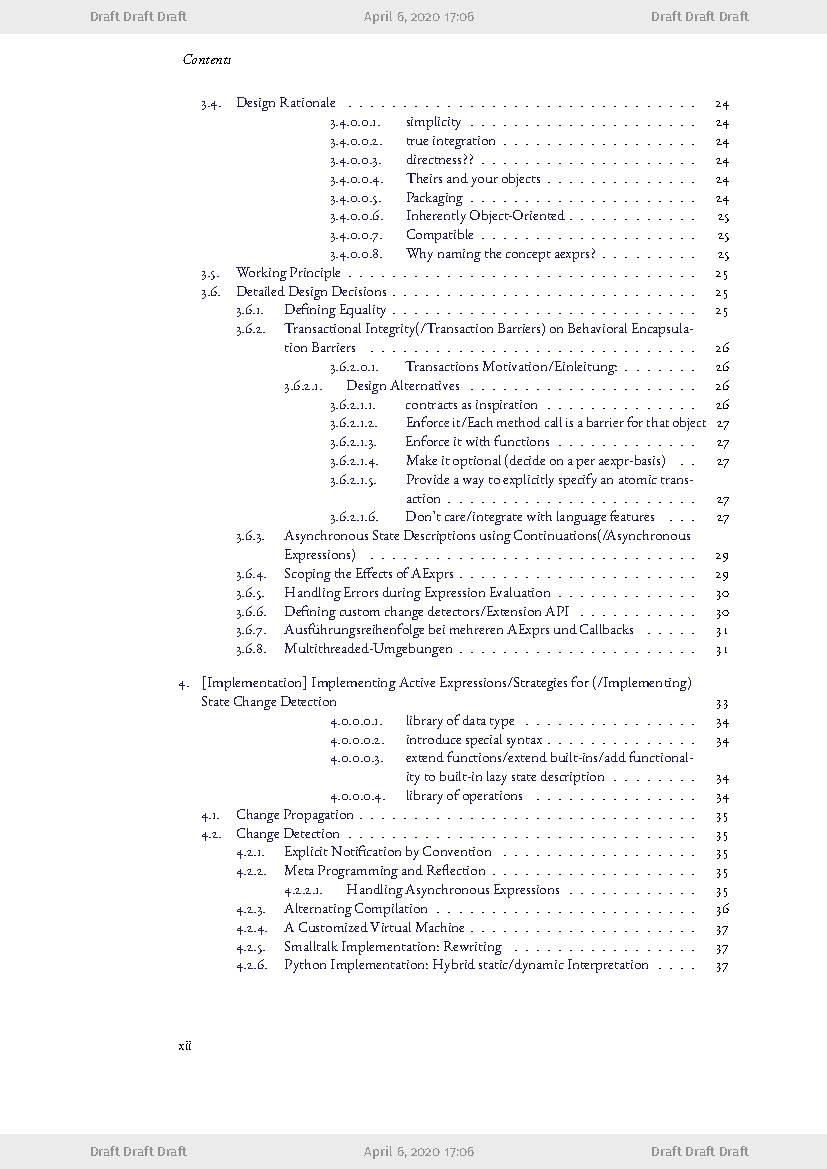 Draft Draft Draft April 6, 2020 17:06 Draft Draft Draft
Contents
3.4. Design Rationale . . . . . . . . . . . . . . . . . . . . . . . . . . . . . . . . 24
3.4.0.0.1. simplicity . . . . . . . . . . . . . . . . . . . . . 24
3.4.0.0.2. true integration . . . . . . . . . . . . . . . . . . 24
3.4.0.0.3. directness?? . . . . . . . . . . . . . . . . . . . . 24
3.4.0.0.4. Theirs and your objects . . . . . . . . . . . . . . 24
3.4.0.0.5. Packaging . . . . . . . . . . . . . . . . . . . . . 24
3.4.0.0.6. Inherently Object-Oriented . . . . . . . . . . . . 25
3.4.0.0.7. Compatible . . . . . . . . . . . . . . . . . . . . 25
3.4.0.0.8. Why naming the concept aexprs? . . . . . . . . . 25
3.5. Working Principle . . . . . . . . . . . . . . . . . . . . . . . . . . . . . . . . 25
3.6. Detailed Design Decisions . . . . . . . . . . . . . . . . . . . . . . . . . . . . 25
3.6.1. Defining Equality . . . . . . . . . . . . . . . . . . . . . . . . . . . . 25
3.6.2. Transactional Integrity(/Transaction Barriers) on Behavioral Encapsula-
tion Barriers . . . . . . . . . . . . . . . . . . . . . . . . . . . . . . 26
3.6.2.0.1. Transactions Motivation/Einleitung: . . . . . . . 26
3.6.2.1. Design Alternatives . . . . . . . . . . . . . . . . . . . . . 26
3.6.2.1.1. contracts as inspiration . . . . . . . . . . . . . . 26
3.6.2.1.2. Enforce it/Each method call is a barrier for that object 27
3.6.2.1.3. Enforce it with functions . . . . . . . . . . . . . 27
3.6.2.1.4. Make it optional (decide on a per aexpr-basis) . . 27
3.6.2.1.5. Provide a way to explicitly specify an atomic trans-
action . . . . . . . . . . . . . . . . . . . . . . . 27
3.6.2.1.6. Don't care/integrate with language features . . . 27
3.6.3. Asynchronous State Descriptions using Continuations(/Asynchronous
Expressions) . . . . . . . . . . . . . . . . . . . . . . . . . . . . . . 29
3.6.4. Scoping the Effects of AExprs . . . . . . . . . . . . . . . . . . . . . . 29
3.6.5. Handling Errors during Expression Evaluation . . . . . . . . . . . . . 30
3.6.6. Defining custom change detectors/Extension API . . . . . . . . . . . 30
3.6.7. Ausführungsreihenfolge bei mehreren AExprs und Callbacks . . . . . 31
3.6.8. Multithreaded-Umgebungen . . . . . . . . . . . . . . . . . . . . . . 31
4. [Implementation] Implementing Active Expressions/Strategies for (/Implementing)
State Change Detection 33
4.0.0.0.1. library of data type . . . . . . . . . . . . . . . . 34
4.0.0.0.2. introduce special syntax . . . . . . . . . . . . . . 34
4.0.0.0.3. extend functions/extend built-ins/add functional-
ity to built-in lazy state description . . . . . . . . 34
4.0.0.0.4. library of operations . . . . . . . . . . . . . . . 34
4.1. Change Propagation . . . . . . . . . . . . . . . . . . . . . . . . . . . . . . . 35
4.2. Change Detection . . . . . . . . . . . . . . . . . . . . . . . . . . . . . . . . 35
4.2.1. Explicit Notification by Convention . . . . . . . . . . . . . . . . . . 35
4.2.2. Meta Programming and Reflection . . . . . . . . . . . . . . . . . . . 35
4.2.2.1. Handling Asynchronous Expressions . . . . . . . . . . . . 35
4.2.3. Alternating Compilation . . . . . . . . . . . . . . . . . . . . . . . . 36
4.2.4. A Customized Virtual Machine . . . . . . . . . . . . . . . . . . . . . 37
4.2.5. Smalltalk Implementation: Rewriting . . . . . . . . . . . . . . . . . 37
4.2.6. Python Implementation: Hybrid static/dynamic Interpretation . . . . 37
xii
Draft Draft Draft April 6, 2020 17:06 Draft Draft Draft